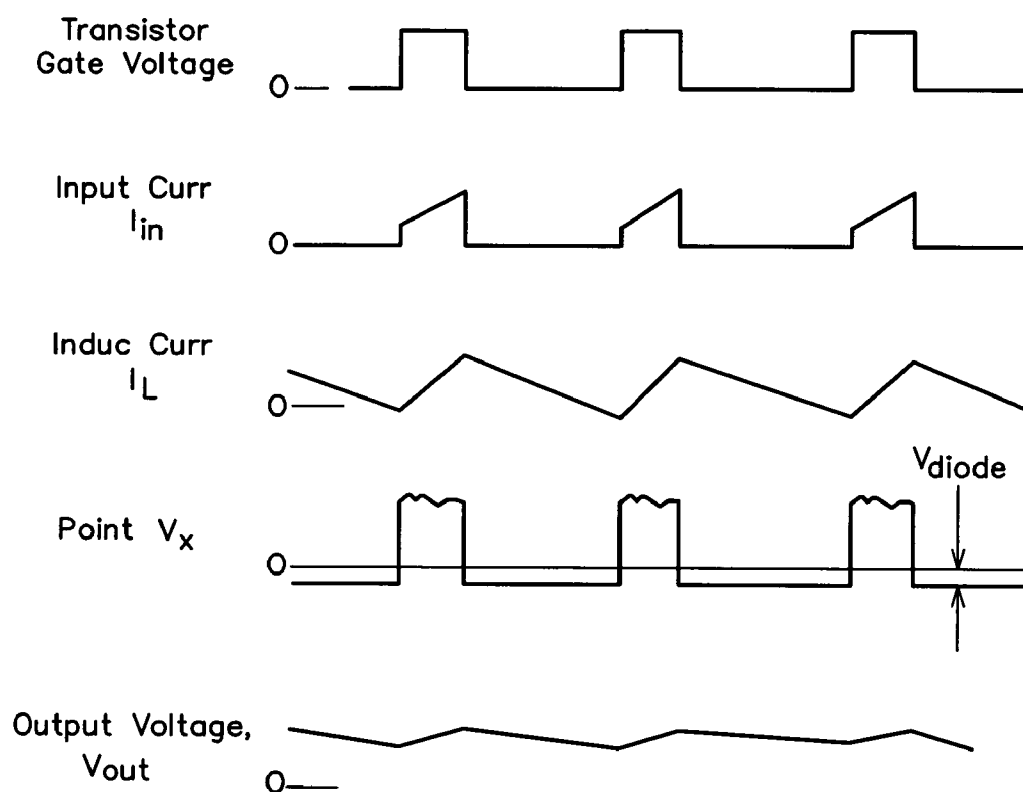 Transistor
Gate Voltage
0
Input Curr
Iin
0
Induc Curr
IL
0
Vdiode
Point Vx
0
Output Voltage,
Vout
0